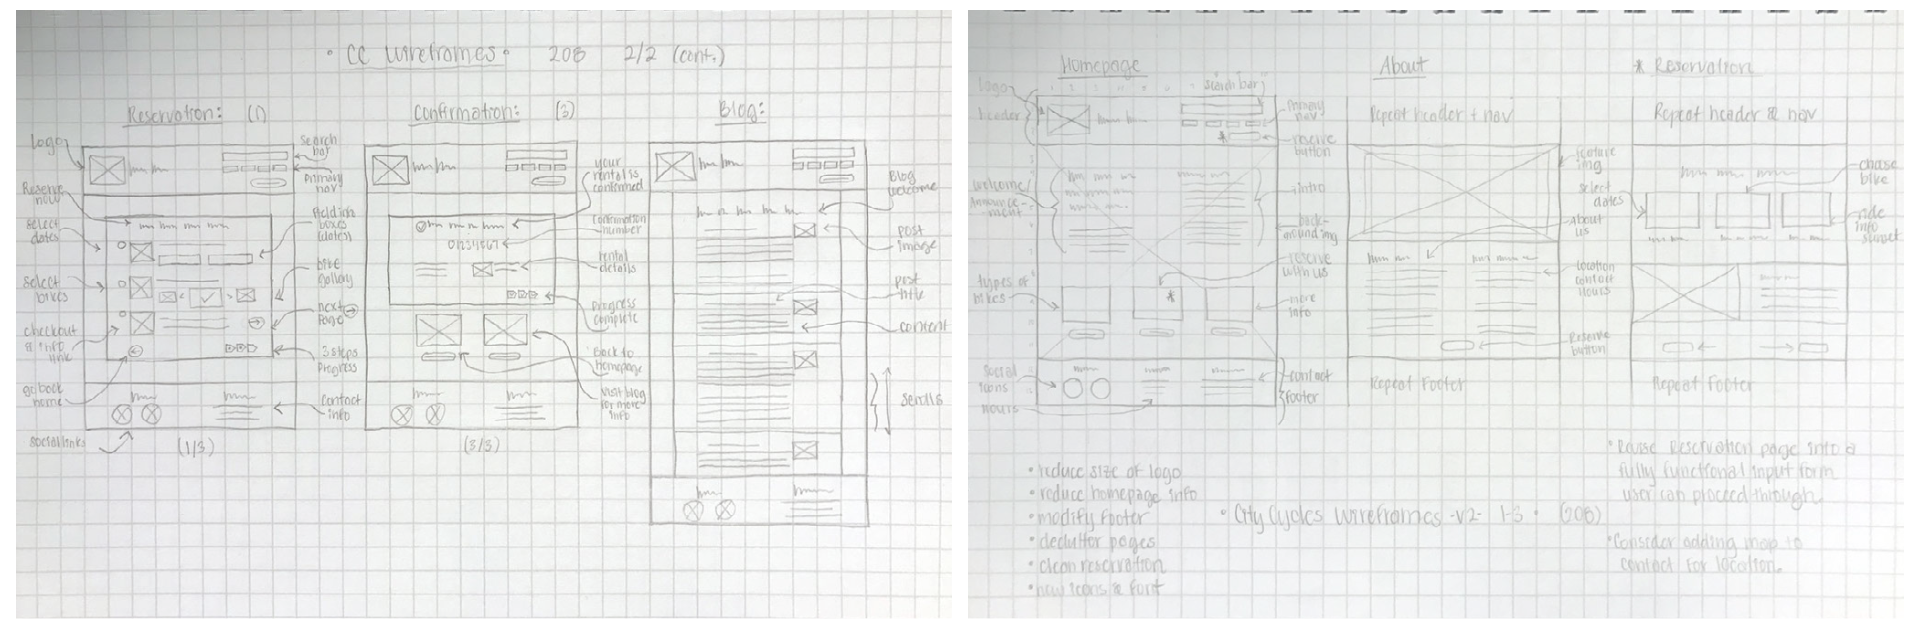 • CC Wireframes • 208 2/2 (cont.)
Reservation: (1)
Logo
Search
bar
Primary
nav
Reserve
now
select
dates
field in
boxes
(dates)
select
bikes
bike
gallery
next
page
checkout
& info
link
3 steps
Progress
go back
home
contact
info
social links
(1/3)
Confirmation: (3)
your
rental is
confirmed
confirmation
number
01234567
rental
details
Progress
complete
Back to
homepage
Visit blog
for more
info
(3/3)
Blog:
Blog
welcome
post
image
post
title
content
scrolls
Homepage
Logo
search bar
header
primary
nav
reserve
button
welcome/
announce-
ment
intro
back-
ground img
types of
bikes
reserve
with us
more
info
social
icons
hours
contact
footer
About
Repeat header + nav
feature
img
About
us
location
contact
hours
Reserve
button
Repeat Footer
* Reservation
Repeat header & nav
select
dates
bike
ride
info
Repeat Footer
• reduce size of logo
• reduce homepage info
• modify footer
• declutter pages
• clean reservation
• new icons & font
• City Cycles Wireframes -v2- 1-3 • (208)
• Revise Reservation page into a
fully functional input form
user can proceed through
• Consider adding map to
contact for location.